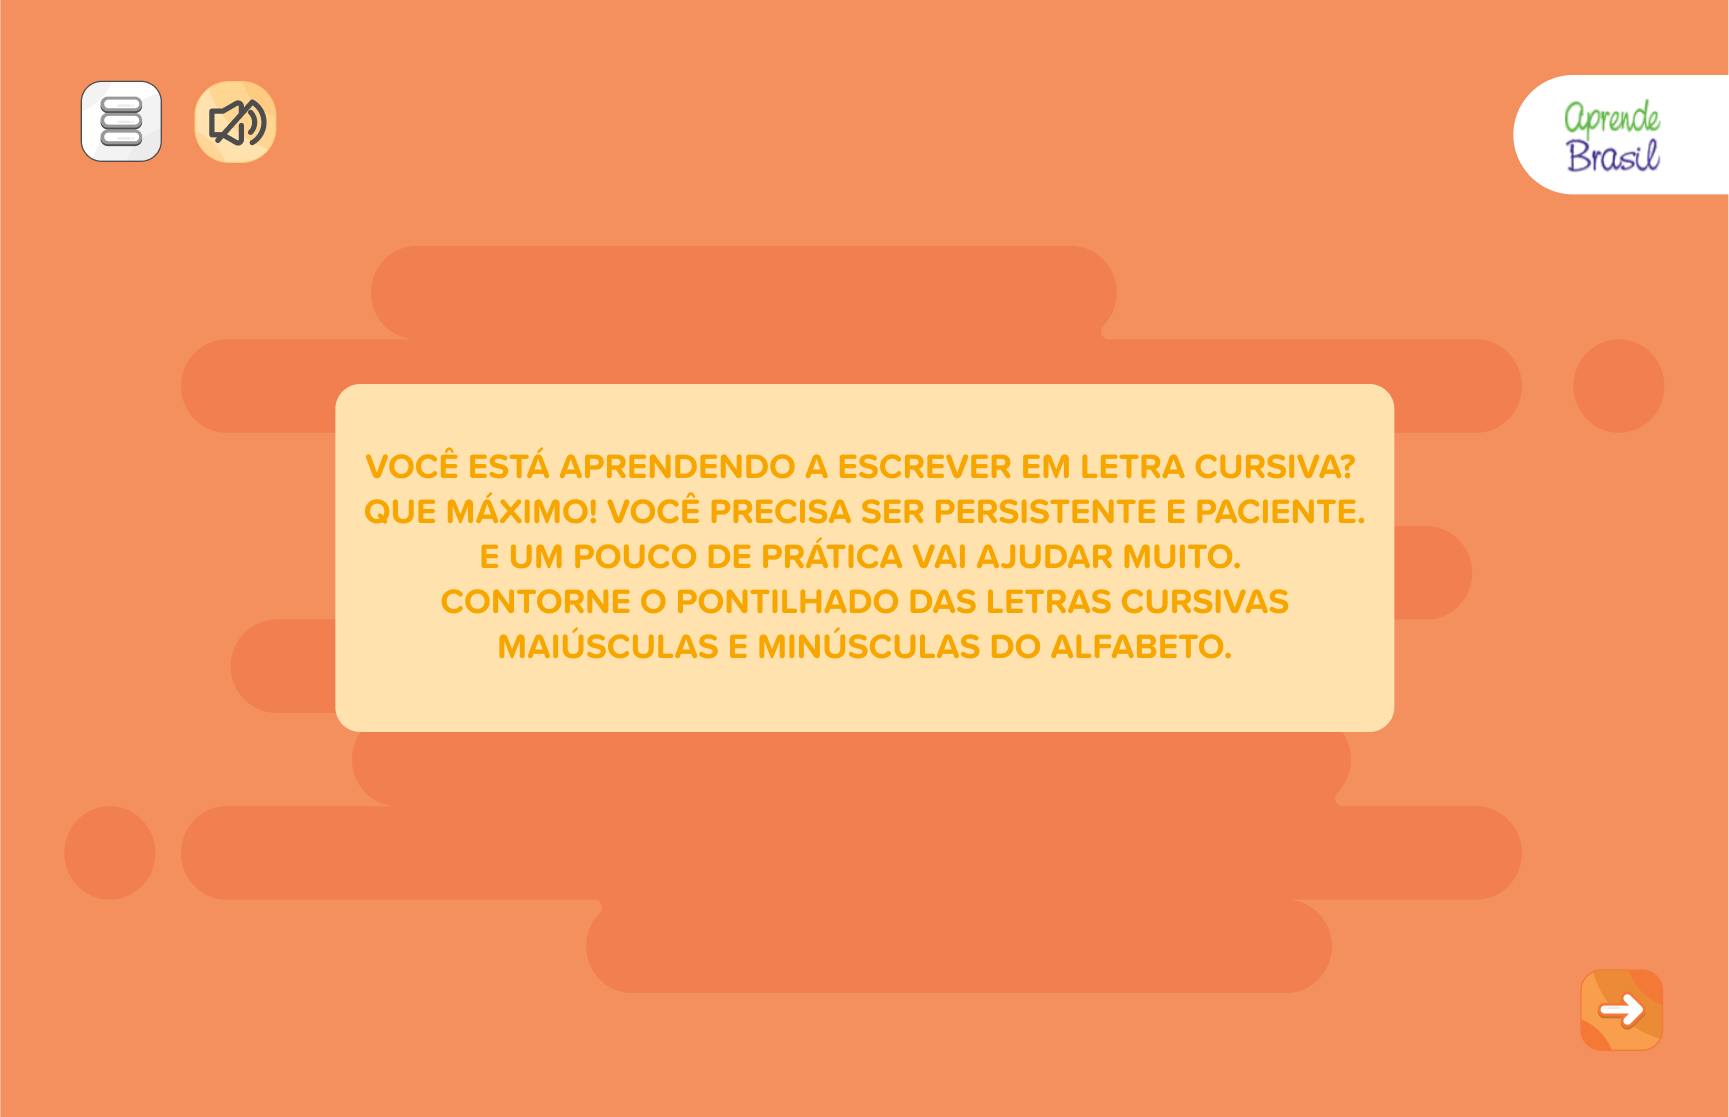 aprende
Brasil
VOCÊ ESTÁ APRENDENDO A ESCREVER EM LETRA CURSIVA?
QUE MÁXIMO! VOCÊ PRECISA SER PERSISTENTE E PACIENTE.
E UM POUCO DE PRÁTICA VAI AJUDAR MUITO.
CONTORNE O PONTILHADO DAS LETRAS CURSIVAS
MAIÚSCULAS E MINÚSCULAS DO ALFABETO.